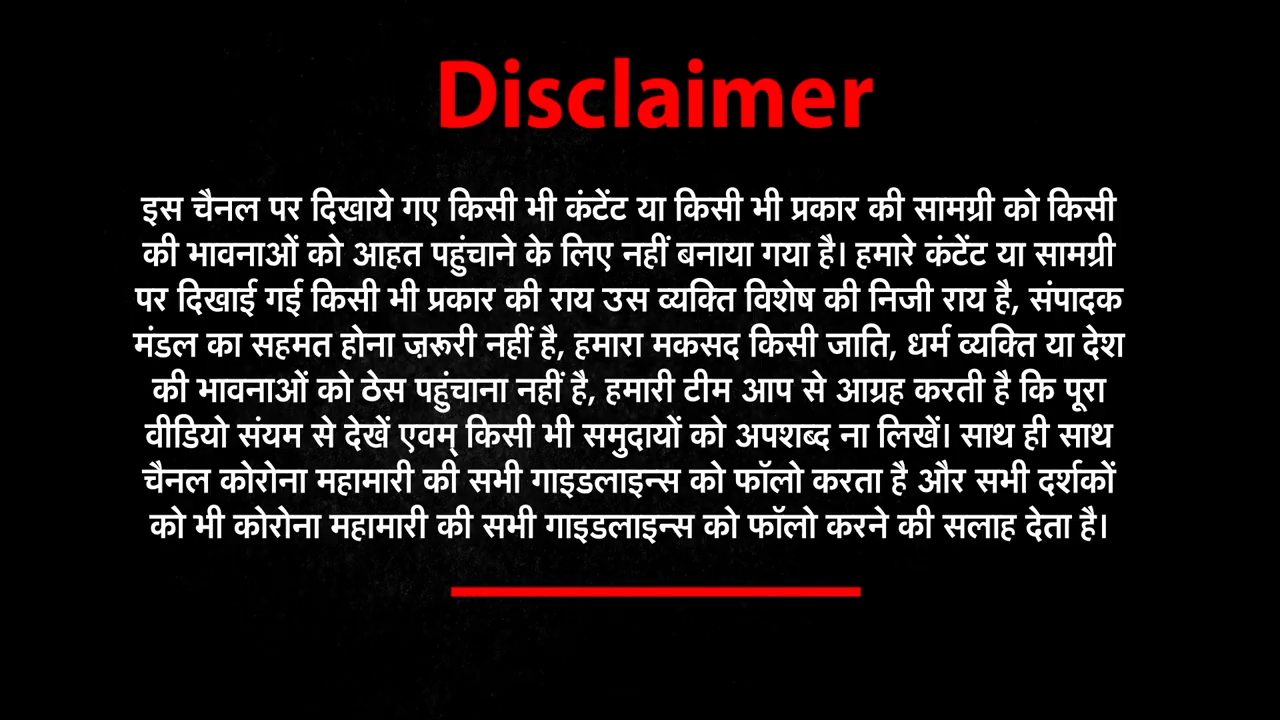 Disclaimer
इस चैनल पर दिखाये गए किसी भी कंटेंट या किसी भी प्रकार की सामग्री को किसी
की भावनाओं को आहत पहुंचाने के लिए नहीं बनाया गया है। हमारे कंटेंट या सामग्री
पर दिखाई गई किसी भी प्रकार की राय उस व्यक्ति विशेष की निजी राय है, संपादक
मंडल का सहमत होना ज़रूरी नहीं है, हमारा मकसद किसी जाति, धर्म व्यक्ति या देश
की भावनाओं को ठेस पहुंचाना नहीं है, हमारी टीम आप से आग्रह करती है कि पूरा
वीडियो संयम से देखें एवम् किसी भी समुदायों को अपशब्द ना लिखें। साथ ही साथ
चैनल कोरोना महामारी की सभी गाइडलाइन्स को फॉलो करता है और सभी दर्शकों
को भी कोरोना महामारी की सभी गाइडलाइन्स को फॉलो करने की सलाह देता है।